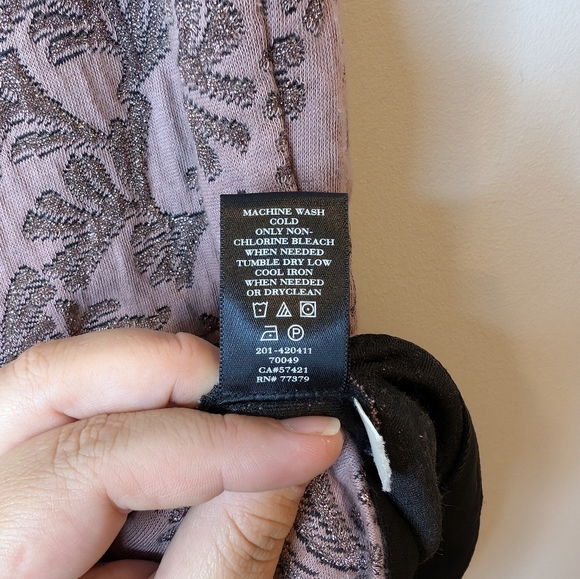 MACHINE WASH
COLD
ONLY NON-
CHLORINE BLEACH
WHEN NEEDED
TUMBLE DRY LOW
COOL IRON
WHEN NEEDED
OR DRYCLEAN
P
201-420411
70049
CA#57421
RN# 77379